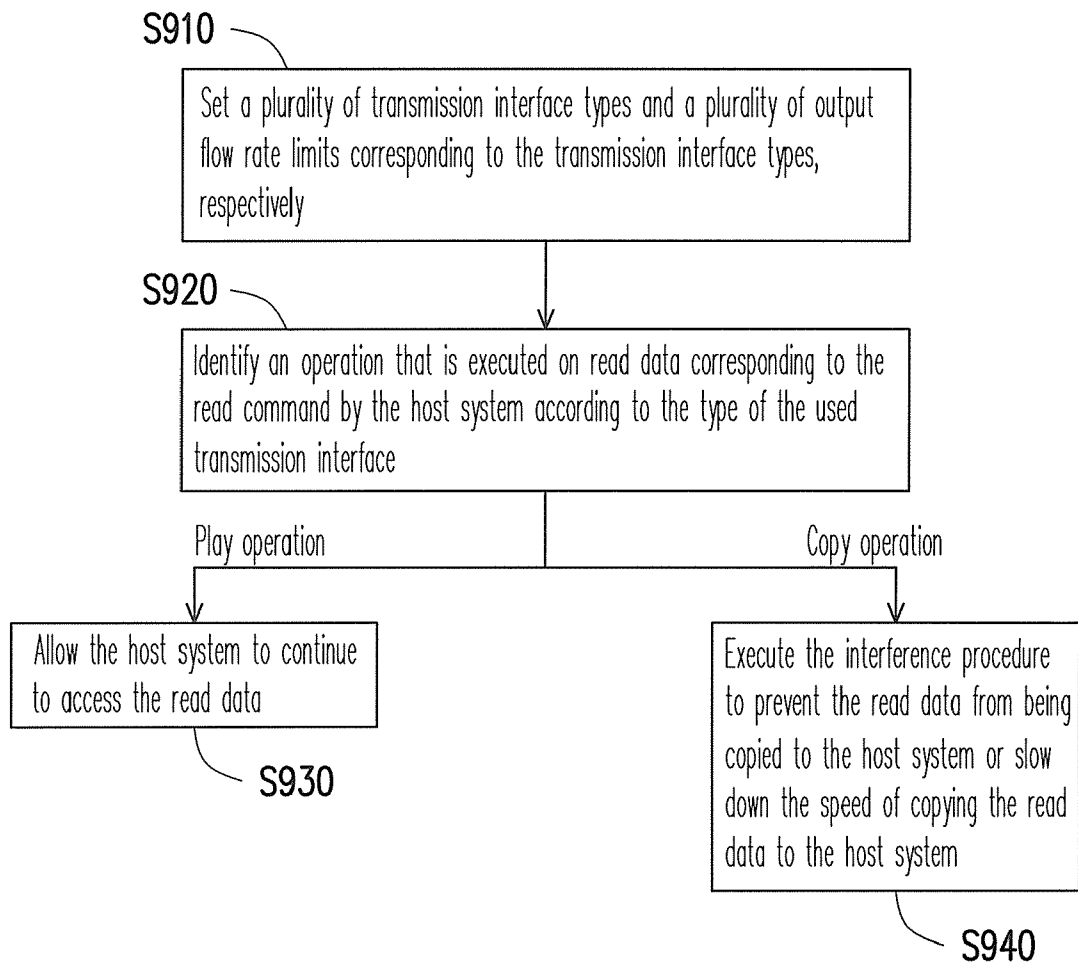 S910
Set a plurality of transmission interface types and a plurality of output
flow rate limits corresponding to the transmission interface types,
respectively
S920
Identify an operation that is executed on read data corresponding to the
read command by the host system according to the type of the used
transmission interface
Play operation
Copy operation
Allow the host system to continue
to access the read data
S930
Execute the interference procedure
to prevent the read data from being
copied to the host system or slow
down the speed of copying the read
data to the host system
S940